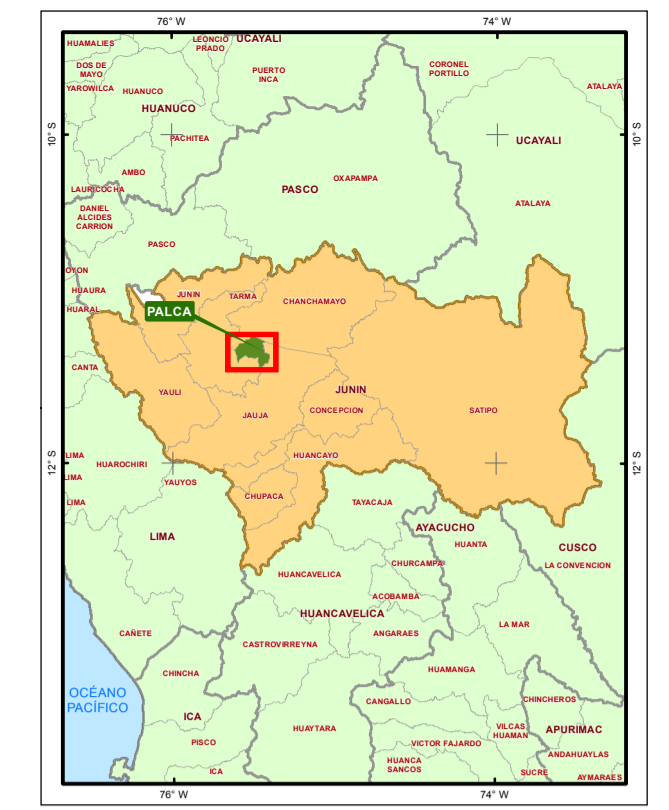 76° W
74° W
HUAMALIES
LEONCIO
PRADO
UCAYALI
DOS DE
MAYO
PUERTO
INCA
CORONEL
PORTILLO
YAROWILCA
HUANUCO
ATALAYA
HUANUCO
10° S
10° S
PACHITEA
UCAYALI
AMBO
OXAPAMPA
LAURICOCHA
PASCO
DANIEL
ALCIDES
CARRION
ATALAYA
PASCO
OYON
HUAURA
JUNIN
TARMA
CHANCHAMAYO
HUARAL
PALCA
CANTA
YAULI
JUNIN
JAUJA
CONCEPCION
SATIPO
LIMA
HUAROCHIRI
HUANCAYO
12° S
12° S
LIMA
YAUYOS
CHUPACA
LIMA
TAYACAJA
LIMA
AYACUCHO
HUANTA
CUSCO
LA CONVENCION
CHURCAMPA
HUANCAVELICA
ACOBAMBA
HUANCAVELICA
LA MAR
CAÑETE
CASTROVIRREYNA
ANGARAES
CHINCHA
HUAMANGA
OCÉANO
PACÍFICO
CANGALLO
CHINCHEROS
ICA
HUAYTARA
VILCAS
HUAMAN
APURIMAC
PISCO
VICTOR FAJARDO
ANDAHUAYLAS
HUANCA
SANCOS
ICA
SUCRE
AYMARAES
76° W
74° W